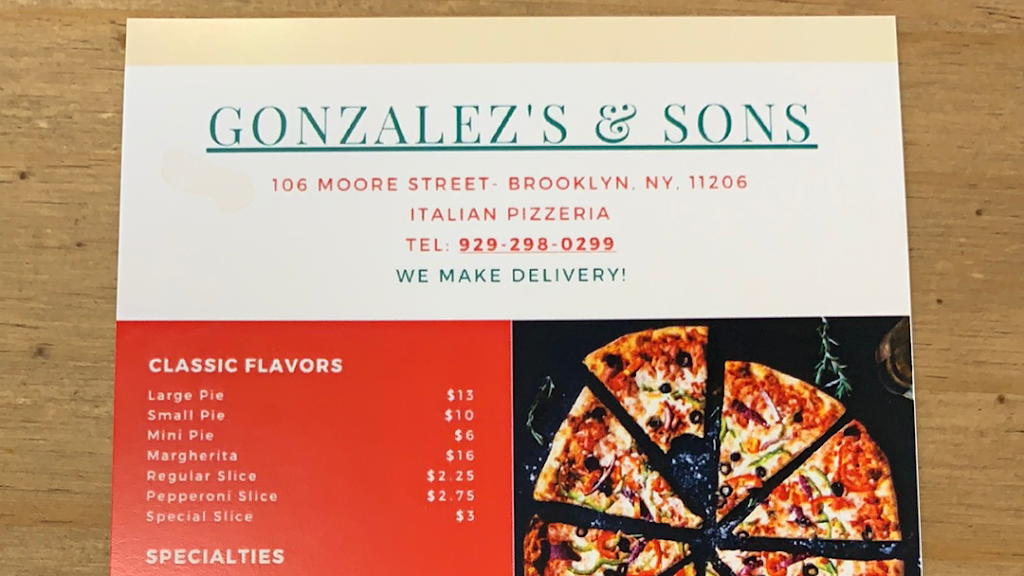 GONZALEZ'S & SONS
106 MOORE STREET- BROOKLYN, NY, 11206
ITALIAN PIZZERIA
TEL: 929-298-0299
WE MAKE DELIVERY!
CLASSIC FLAVORS
Large Pie $13
Small Pie $10
Mini Pie $6
Margherita $16
Regular Slice $2.25
Pepperoni Slice $2.75
Special Slice $3
SPECIALTIES